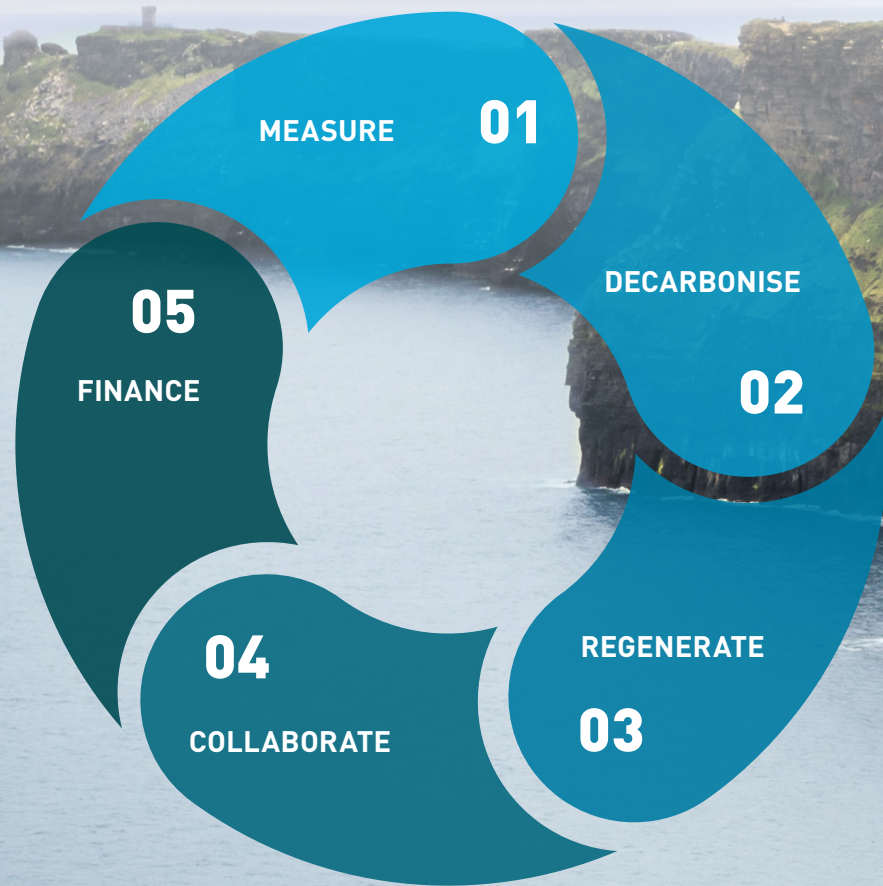 MEASURE 01
DECARBONISE
02
REGENERATE
03
04
COLLABORATE
05
FINANCE